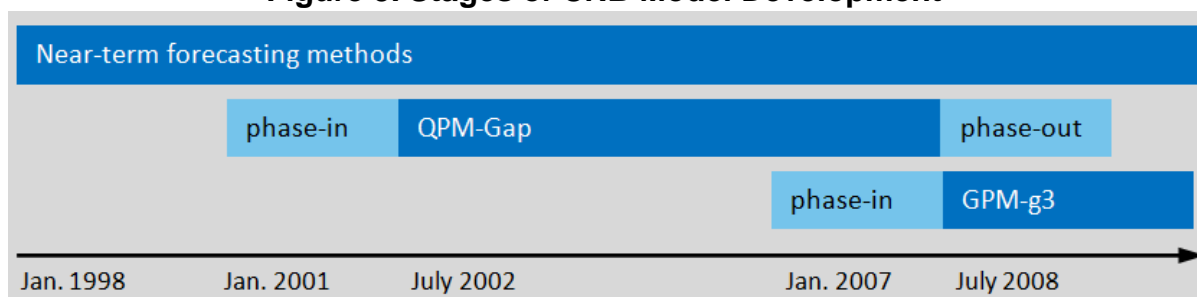 Near-term forecasting methods
phase-in QPM-Gap phase-out
phase-in GPM-g3
Jan. 1998 Jan. 2001 July 2002 Jan. 2007 July 2008